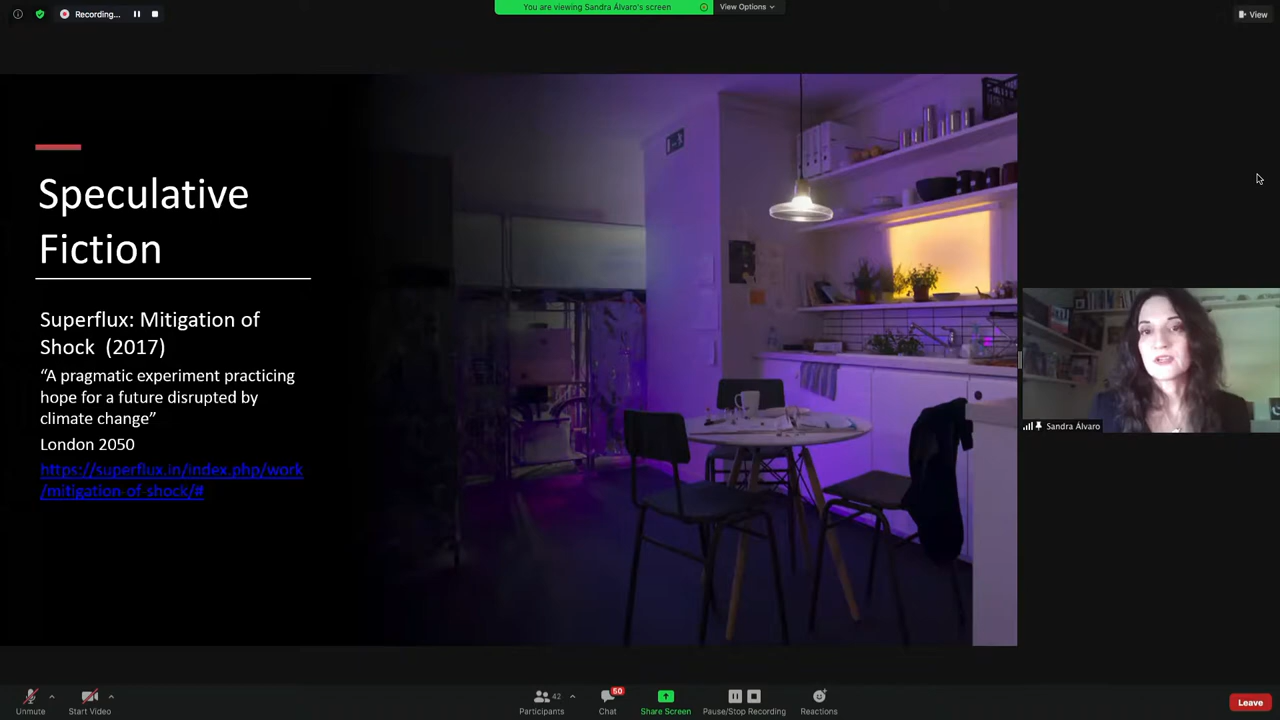 Recording...
You are viewing Sandra Álvaro's screen
View Options
View
Speculative
Fiction
Superflux: Mitigation of
Shock (2017)
“A pragmatic experiment practicing
hope for a future disrupted by
climate change”
London 2050
https://superflux.in/index.php/work
/mitigation-of-shock/#
Sandra Álvaro
Unmute
Start Video
42
Participants
50
Chat
Share Screen
Pause/Stop Recording
Reactions
Leave